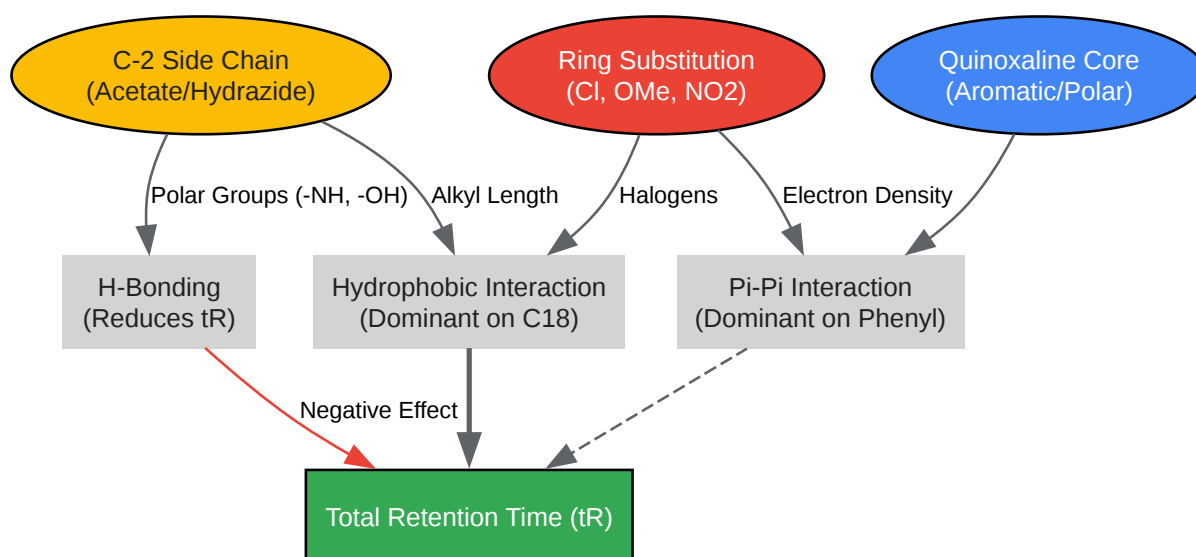 C-2 Side Chain
(Acetate/Hydrazide)
Ring Substitution
(Cl, OMe, NO2)
Quinoxaline Core
(Aromatic/Polar)
Polar Groups (-NH, -OH)
Alkyl Length
Halogens
Electron Density
H-Bonding
(Reduces tR)
Hydrophobic Interaction
(Dominant on C18)
Pi-Pi Interaction
(Dominant on Phenyl)
Negative Effect
Total Retention Time (tR)